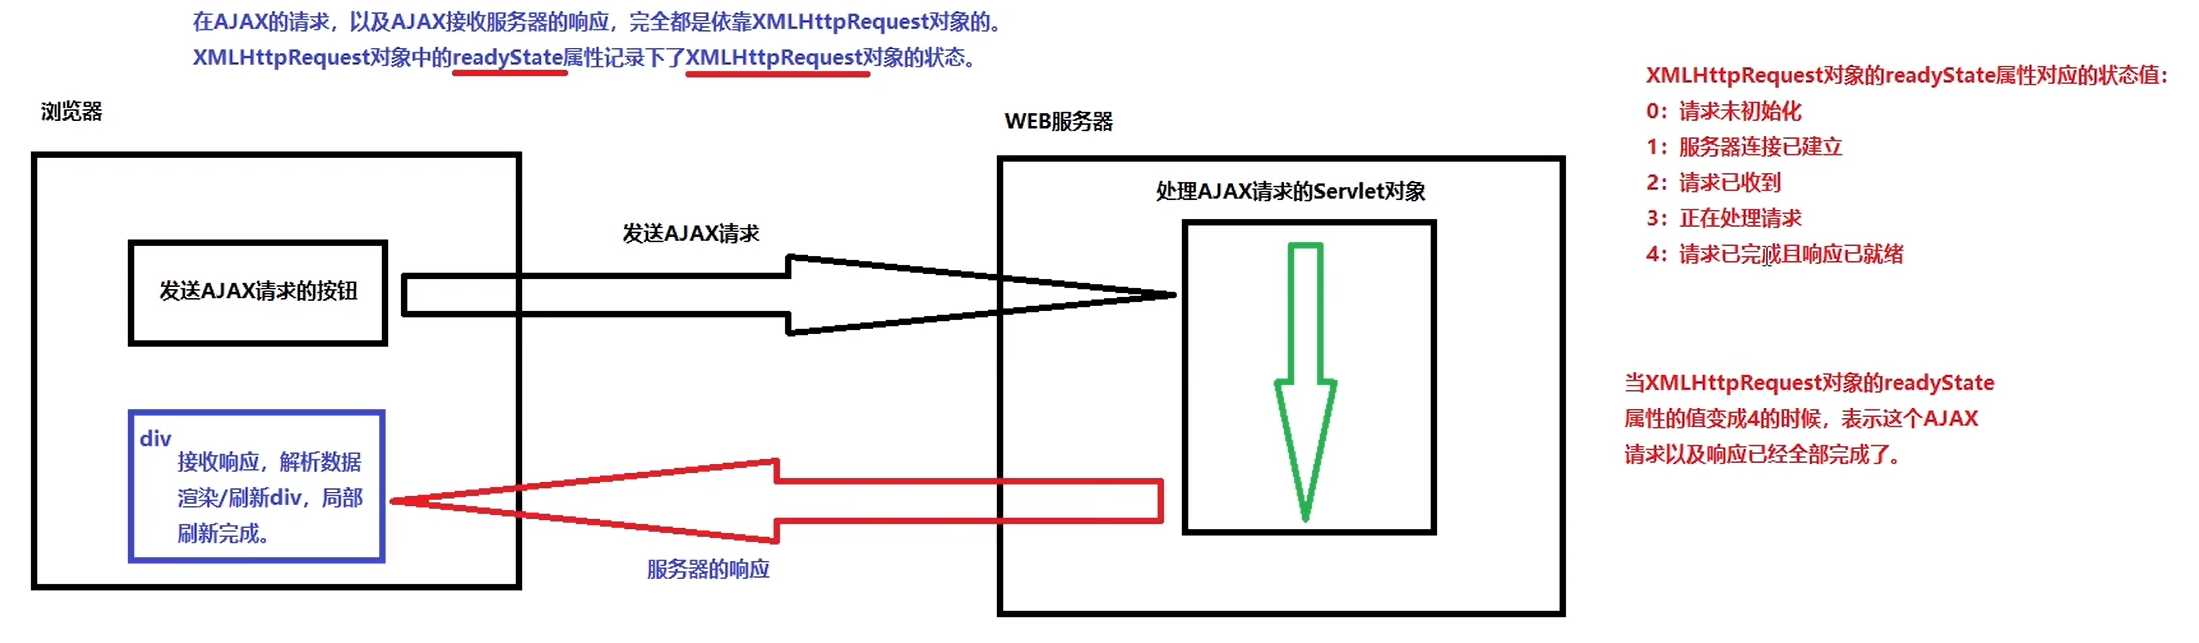 在AJAX的请求，以及AJAX接收服务器的响应，完全都是依靠XMLHttpRequest对象的。
XMLHttpRequest对象中的readyState属性记录下了XMLHttpRequest对象的状态。
浏览器
发送AJAX请求的按钮
div
接收响应，解析数据
渲染/刷新div，局部
刷新完成。
发送AJAX请求
服务器的响应
WEB服务器
处理AJAX请求的Servlet对象
XMLHttpRequest对象的readyState属性对应的状态值：
0：请求未初始化
1：服务器连接已建立
2：请求已收到
3：正在处理请求
4：请求已完成且响应已就绪
当XMLHttpRequest对象的readyState
属性的值变成4的时候，表示这个AJAX
请求以及响应已经全部完成了。